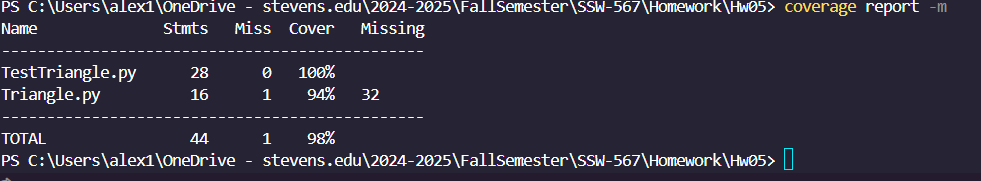 PS C:\Users\alex1\OneDrive - stevens.edu\2024-2025\FallSemester\SSW-567\Homework\Hw05> coverage report -m
Name              Stmts   Miss  Cover   Missing
-----------------------------------------------
TestTriangle.py      28      0   100%
Triangle.py          16      1    94%   32
-----------------------------------------------
TOTAL                44      1    98%
PS C:\Users\alex1\OneDrive - stevens.edu\2024-2025\FallSemester\SSW-567\Homework\Hw05>